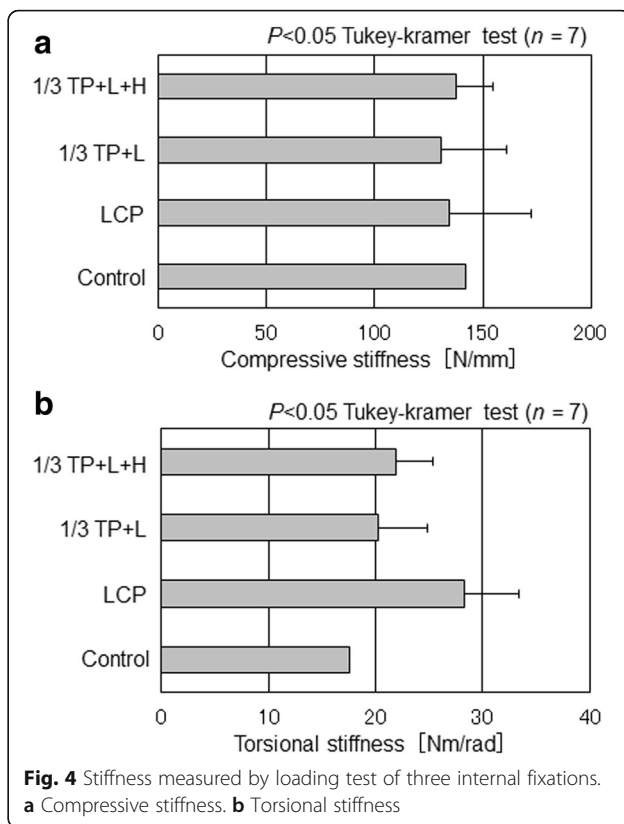 a
P<0.05 Tukey-kramer test (n = 7)
1/3 TP+L+H
1/3 TP+L
LCP
Control
0 50 100 150 200
Compressive stiffness [N/mm]
b
P<0.05 Tukey-kramer test (n = 7)
1/3 TP+L+H
1/3 TP+L
LCP
Control
0 10 20 30 40
Torsional stiffness [Nm/rad]
Fig. 4 Stiffness measured by loading test of three internal fixations.
a Compressive stiffness. b Torsional stiffness